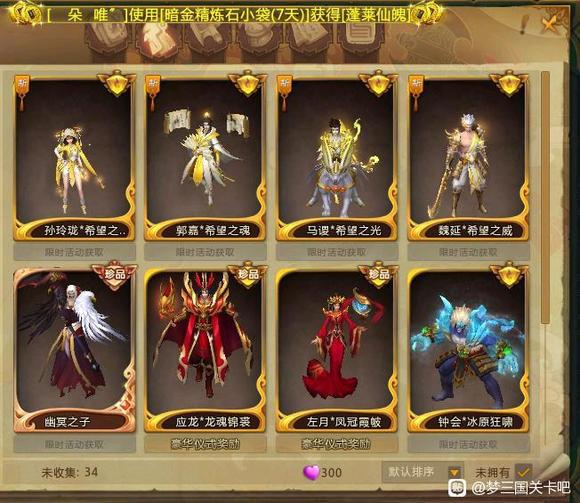 [ 朵 唯゛]使用[暗金精炼石小袋(7天)]获得[蓬莱仙魄]
新 新 新 新
孙玲珑*希望之.. 郭嘉*希望之魂 马谡*希望之光 魏延*希望之威
限时活动获取 限时活动获取 限时活动获取 限时活动获取
珍品 珍品 珍品
幽冥之子 应龙*龙魂锦裘 左月*凤冠霞帔 钟会*冰原狂啸
限时活动获取 豪华仪式奖励 豪华仪式奖励 限时活动获取
未收集: 34 300 默认排序 未拥有
贴 @梦三国关卡吧